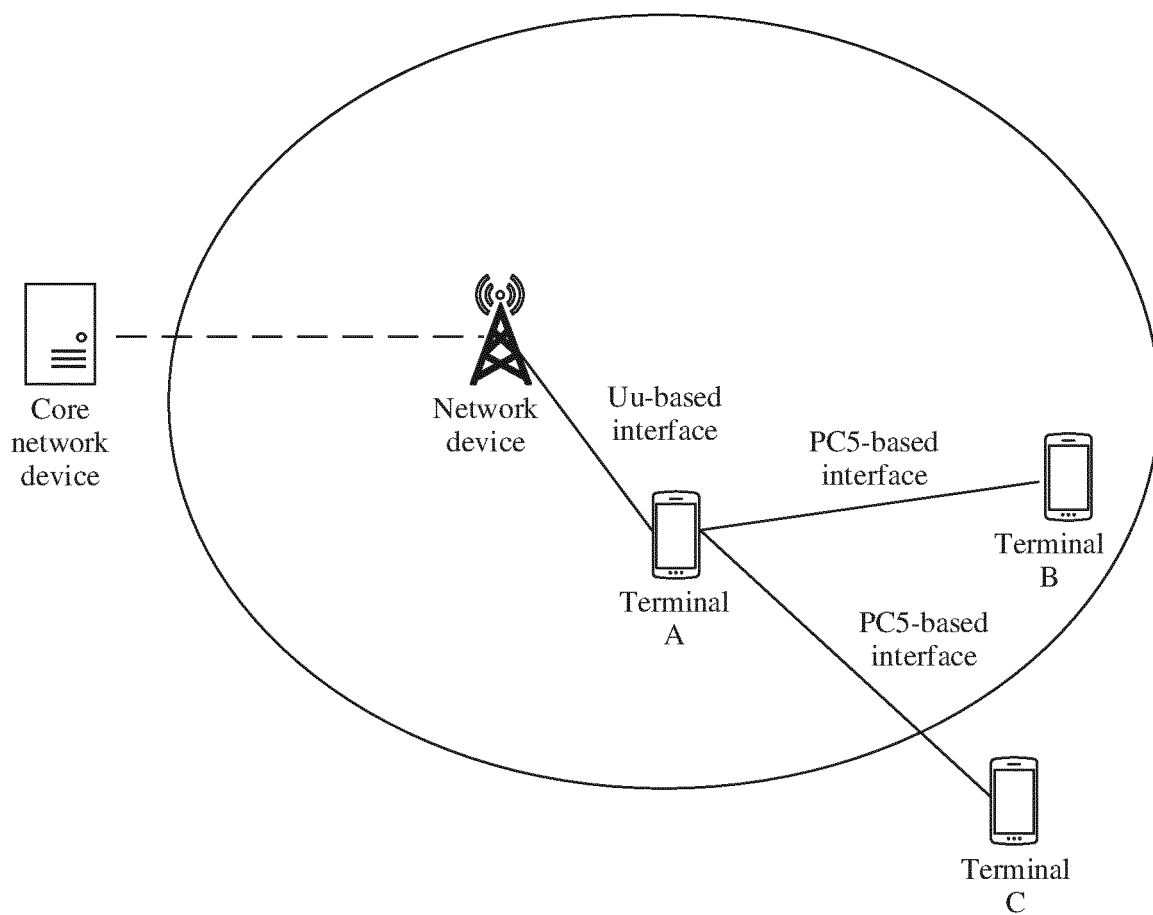 Core
network
device
Network
device
Uu-based
interface
PC5-based
interface
Terminal
A
Terminal
B
PC5-based
interface
Terminal
C